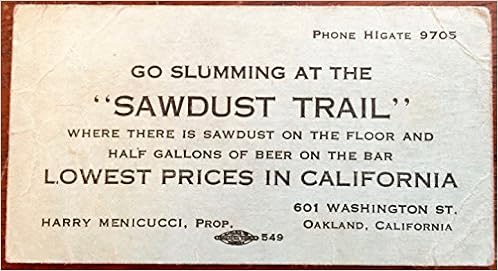 PHONE HIGATE 9705
GO SLUMMING AT THE
"SAWDUST TRAIL"
WHERE THERE IS SAWDUST ON THE FLOOR AND
HALF GALLONS OF BEER ON THE BAR
LOWEST PRICES IN CALIFORNIA
601 WASHINGTON ST.
HARRY MENICUCCI, PROP.
OAKLAND, CALIFORNIA
549